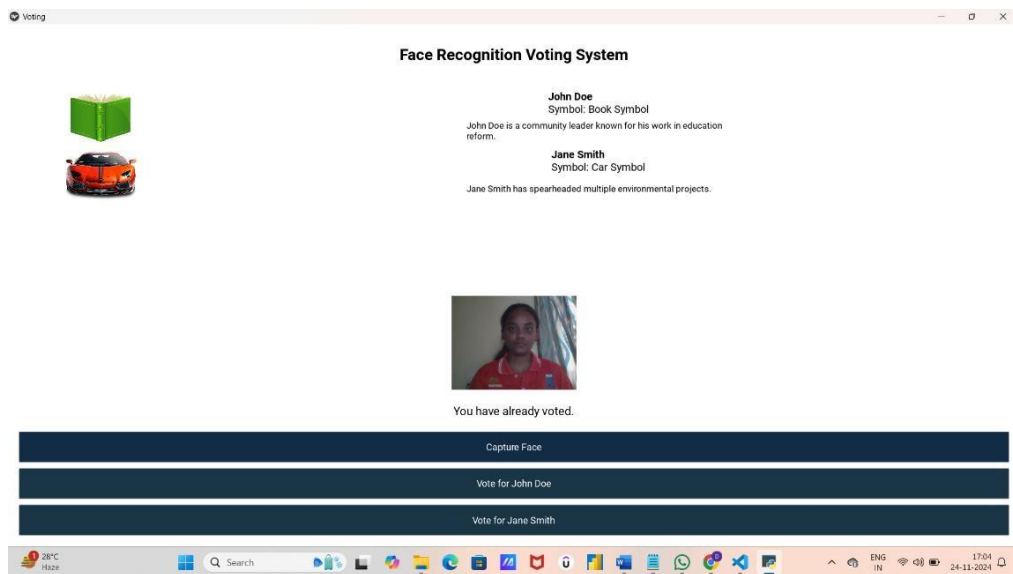 Voting
Face Recognition Voting System
John Doe
Symbol: Book Symbol
John Doe is a community leader known for his work in education
reform.
Jane Smith
Symbol: Car Symbol
Jane Smith has spearheaded multiple environmental projects.
You have already voted.
Capture Face
Vote for John Doe
Vote for Jane Smith
1
28°C
Haze
Search
ENG
IN
17:04
24-11-2024